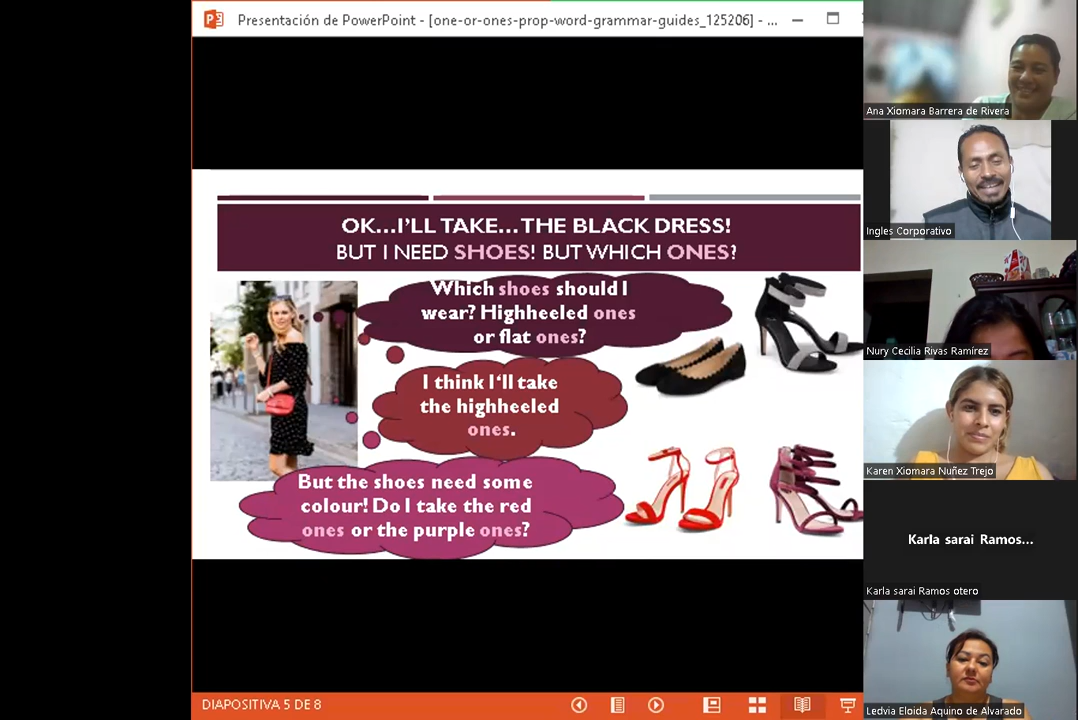 Presentación de PowerPoint - [one-or-ones-prop-word-grammar-guides_125206] - ...
Ana Xiomara Barrera de Rivera
Ingles Corporativo
OK...I'LL TAKE...THE BLACK DRESS!
BUT I NEED SHOES! BUT WHICH ONES?
Which shoes should I
wear? Highheeled ones
or flat ones?
I think I'll take
the highheeled
ones.
But the shoes need some
colour! Do I take the red
ones or the purple ones?
Nury Cecilia Rivas Ramírez
Karen Xiomara Nuñez Trejo
Karla sarai Ramos...
Karla sarai Ramos otero
Ledvia Eloida Aquino de Alvarado
DIAPOSITIVA 5 DE 8